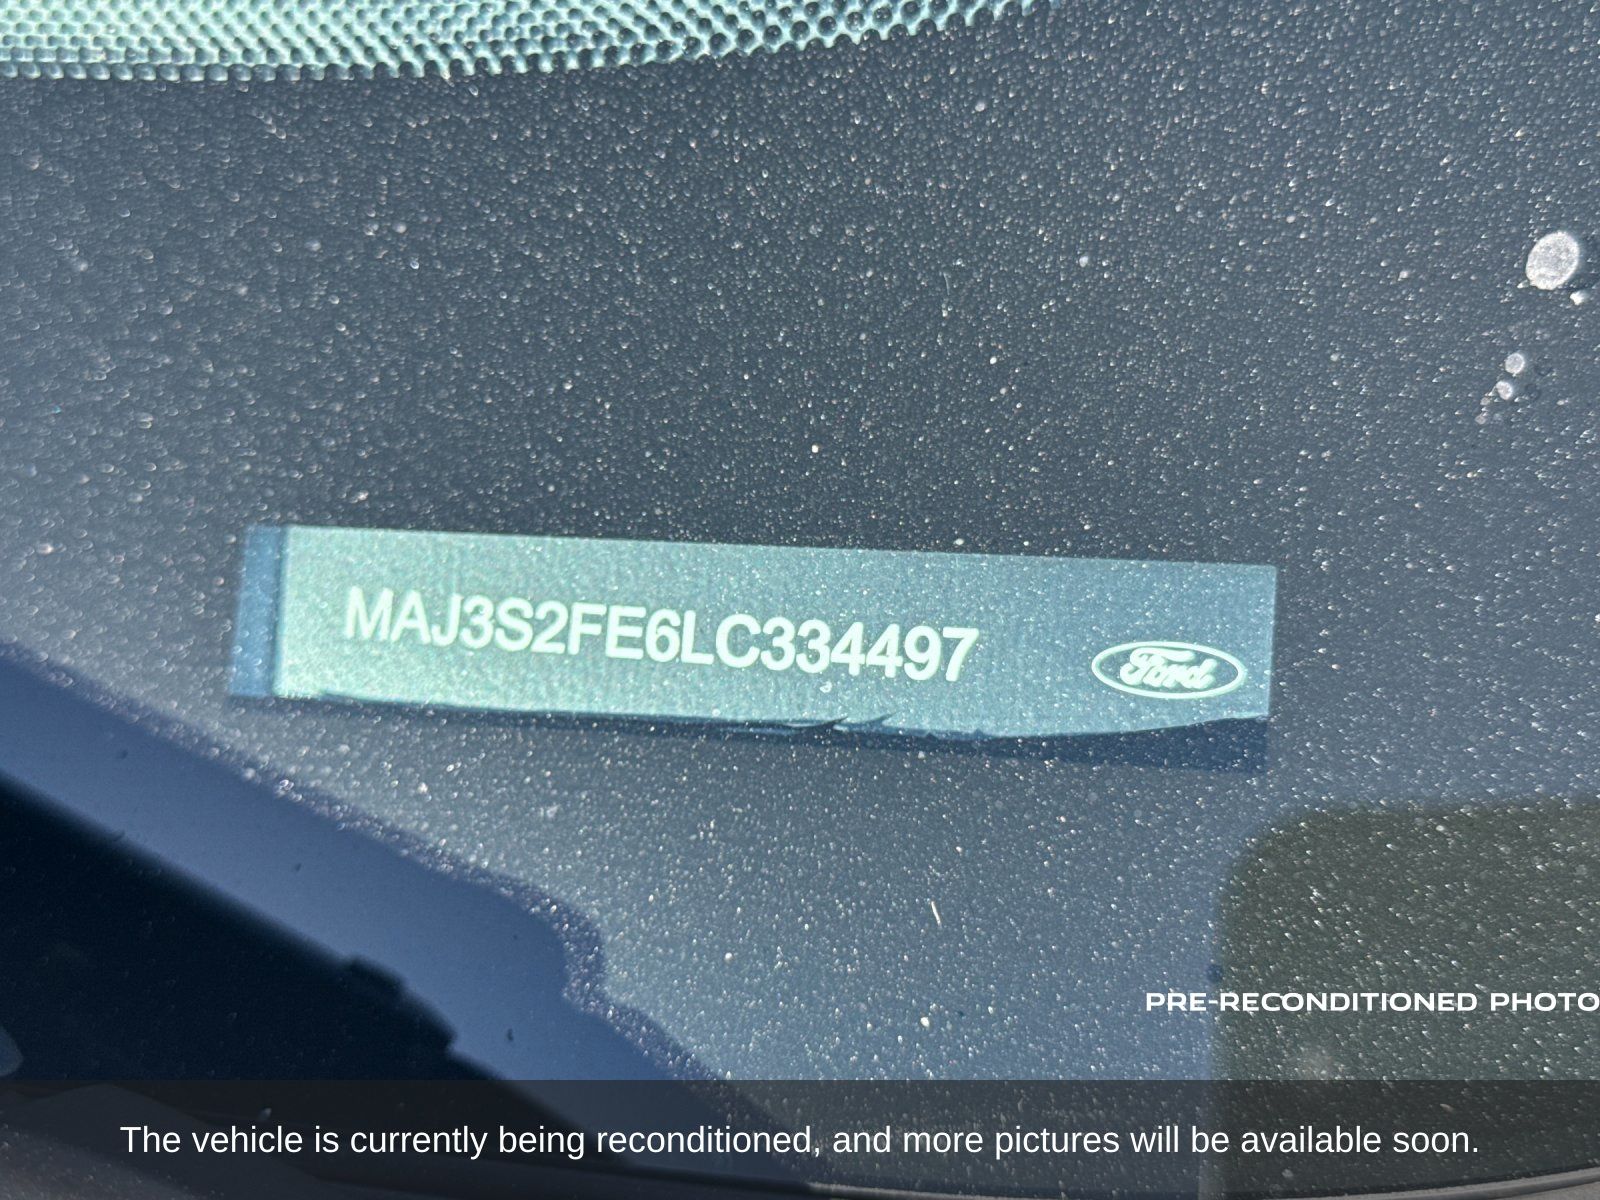 MAJ3S2FE6LC334497
Ford
PRE-RECONDITIONED PHOTO
The vehicle is currently being reconditioned, and more pictures will be available soon.